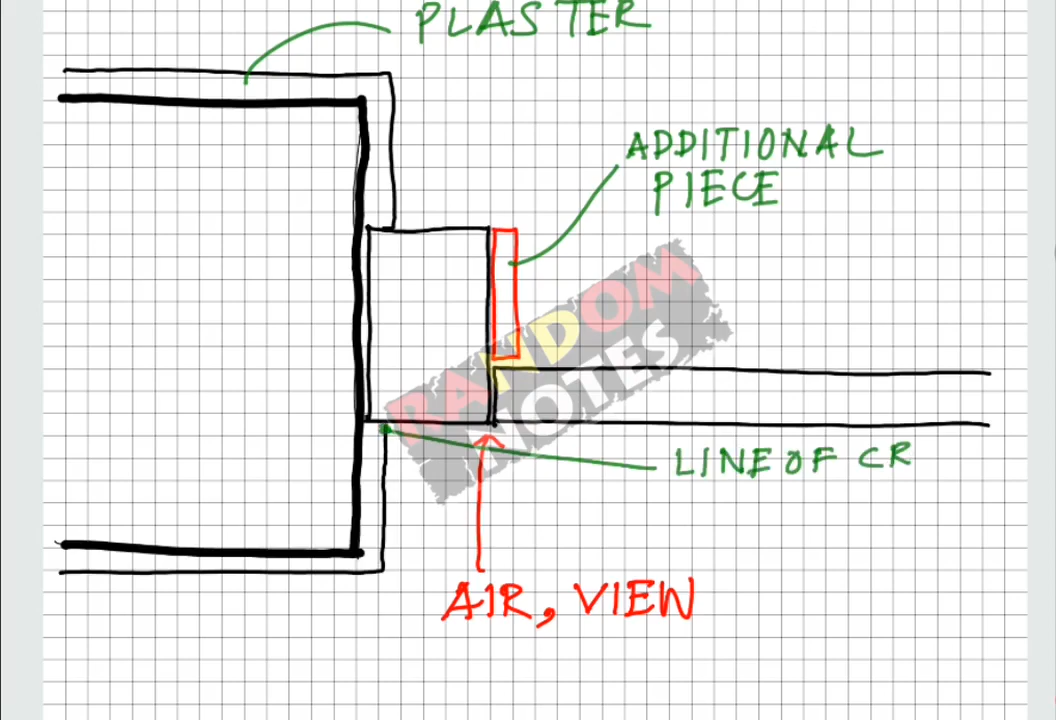 PLASTER
ADDITIONAL
PIECE
RANDOM
NOTES
LINE OF CR
AIR, VIEW